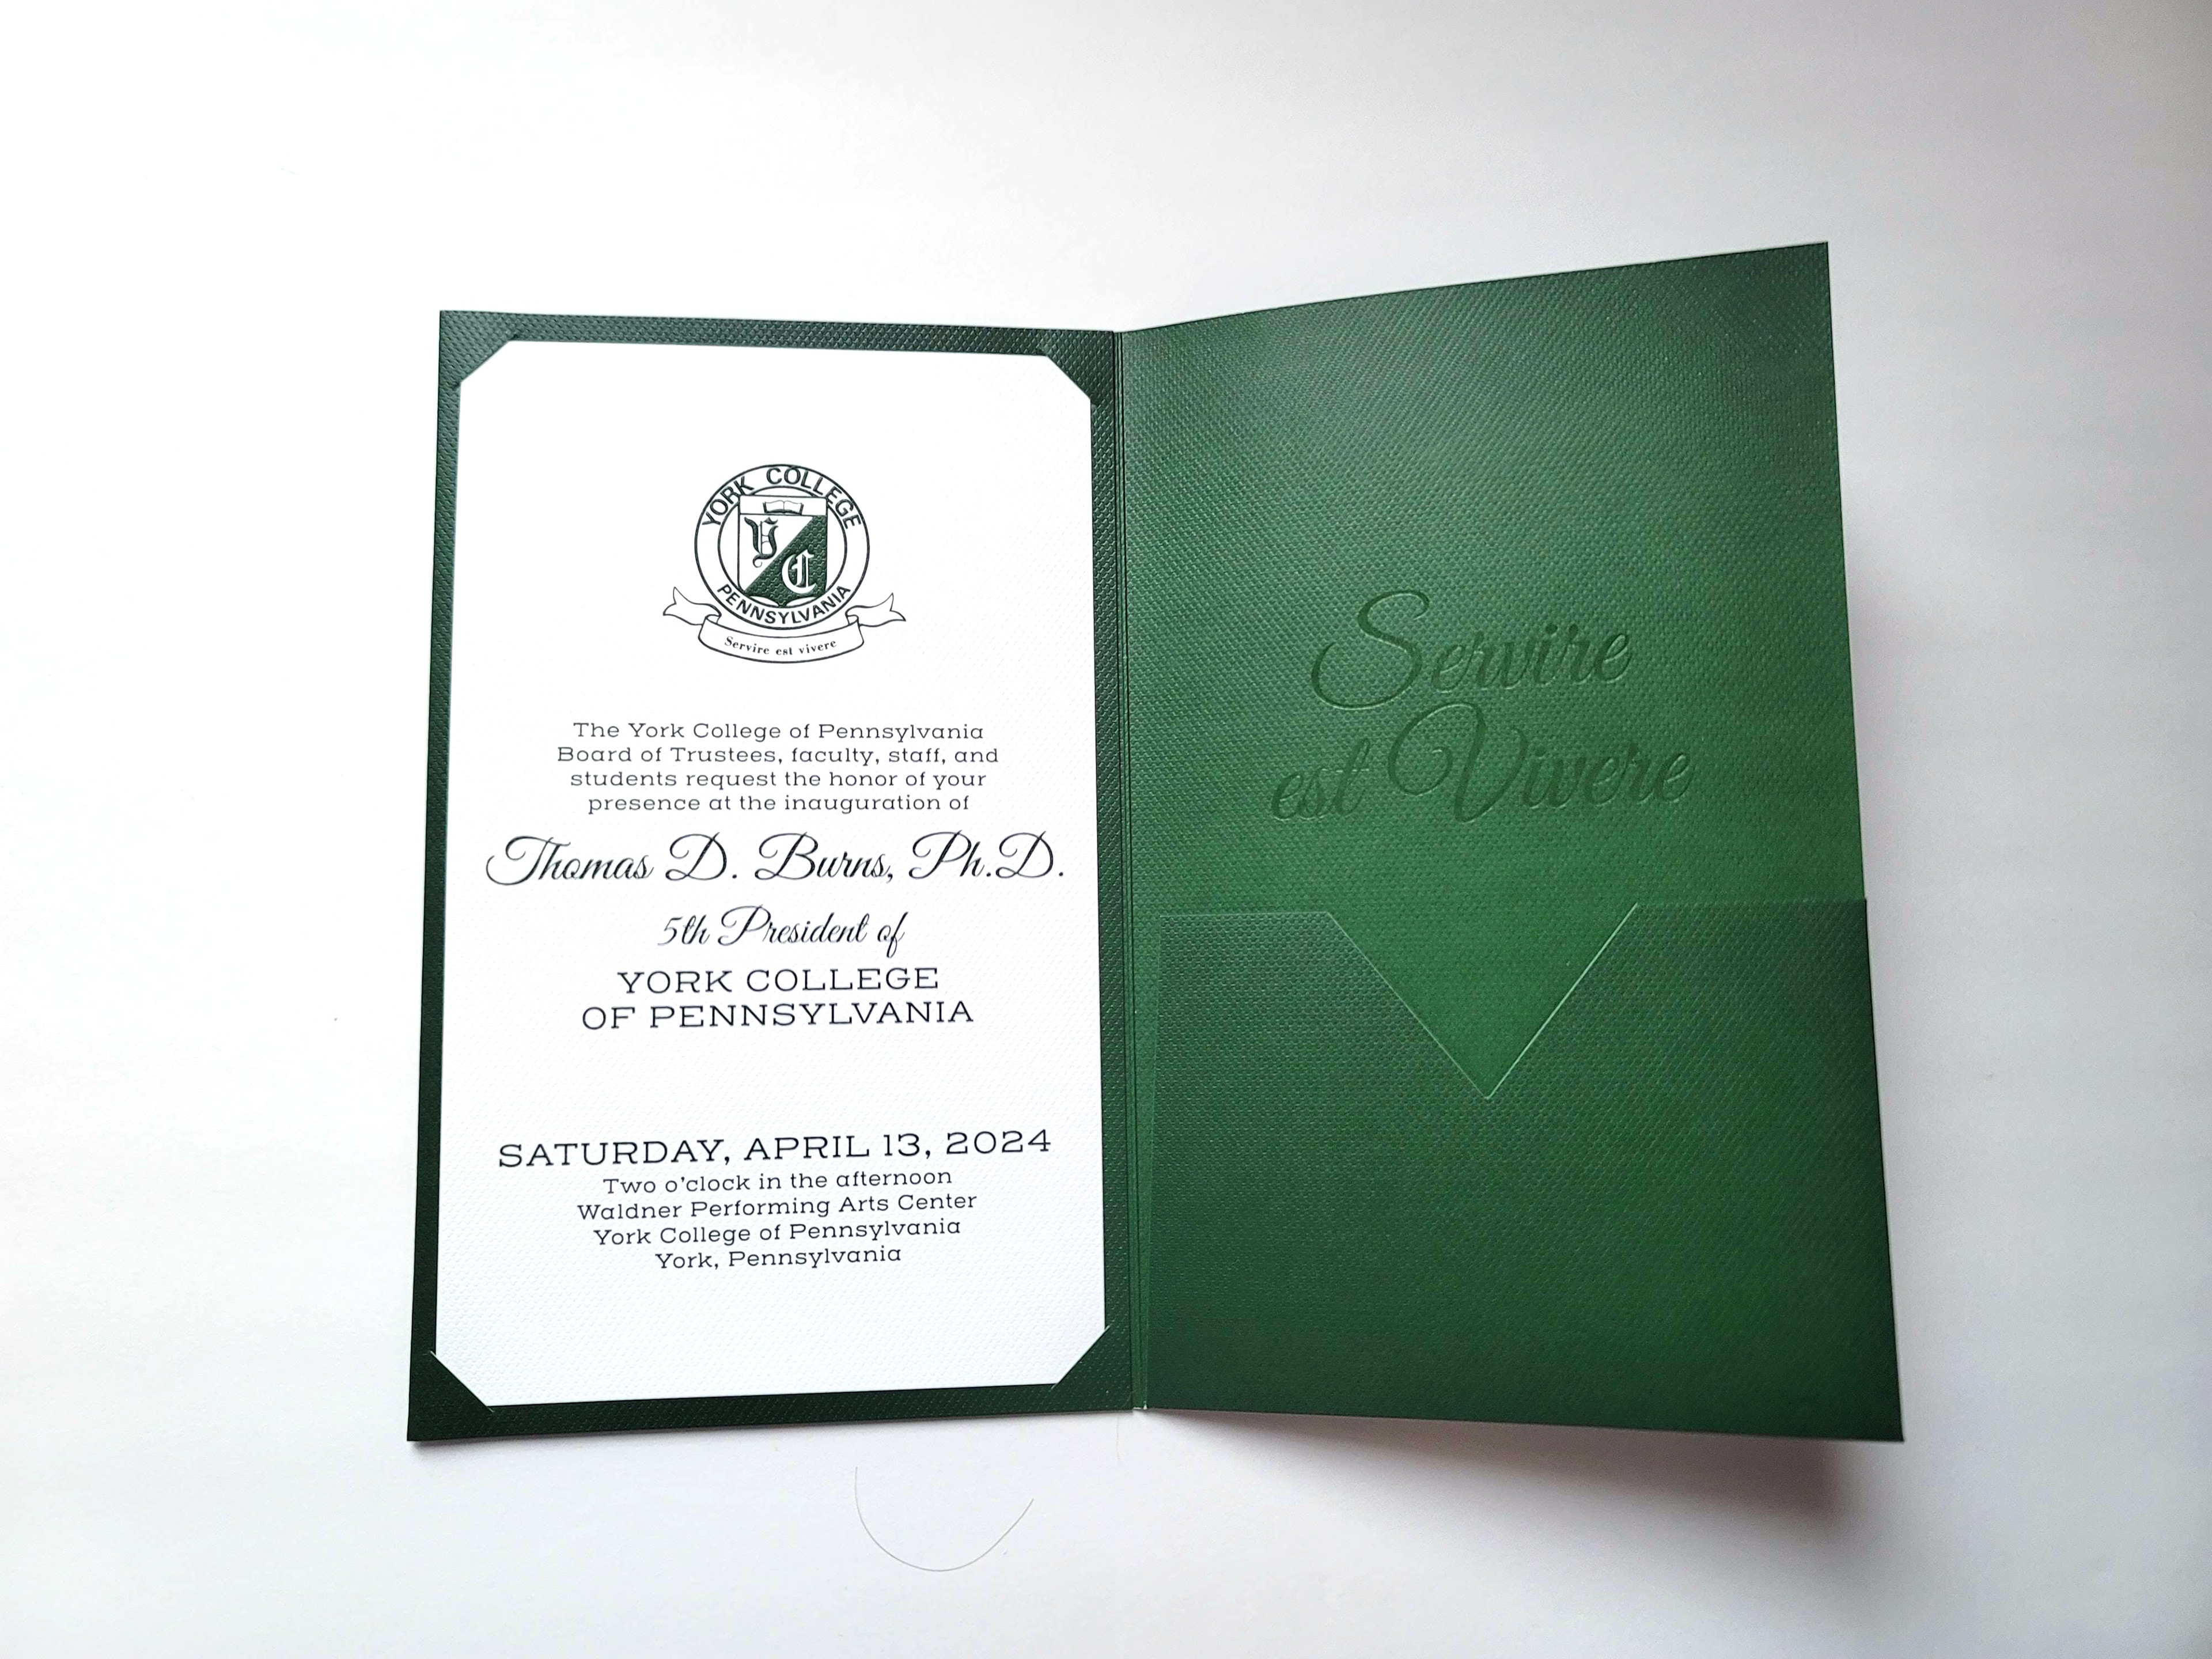 YORK COLLEGE
Y
C
PENNSYLVANIA
Servire est vivere
The York College of Pennsylvania
Board of Trustees, faculty, staff, and
students request the honor of your
presence at the inauguration of
Thomas D. Burns, Ph.D.
5th President of
YORK COLLEGE
OF PENNSYLVANIA
SATURDAY, APRIL 13, 2024
Two o'clock in the afternoon
Waldner Performing Arts Center
York College of Pennsylvania
York, Pennsylvania
Servire
est Vivere